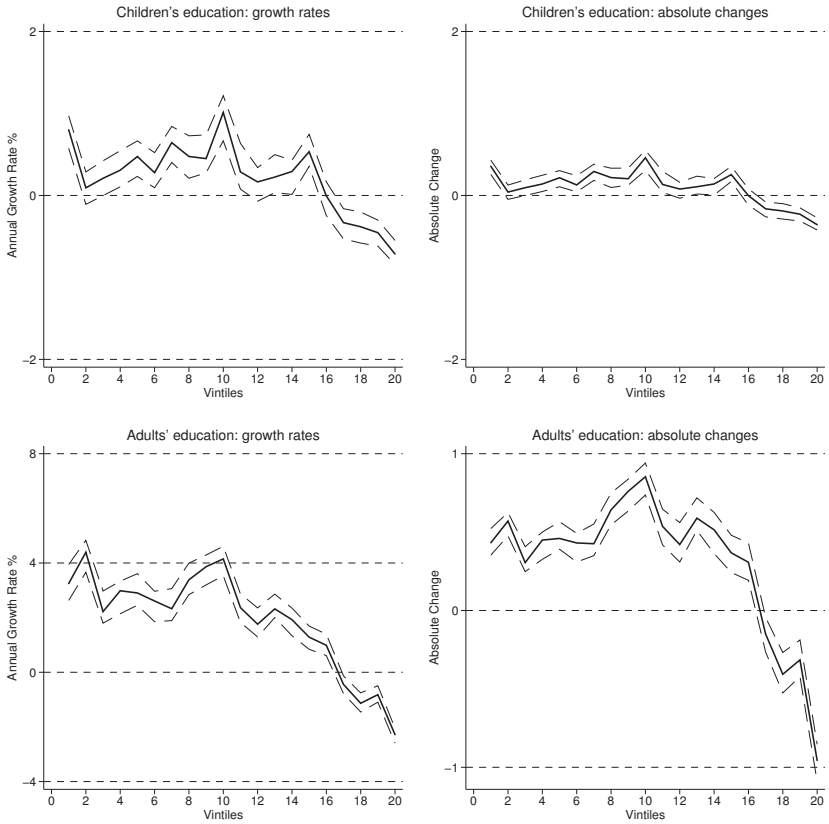 Children's education: growth rates
2
0
−2
Annual Growth Rate %
0 2 4 6 8 10 12 14 16 18 20
Vintiles
Children's education: absolute changes
2
0
−2
Absolute Change
0 2 4 6 8 10 12 14 16 18 20
Vintiles
Adults' education: growth rates
8
4
0
−4
Annual Growth Rate %
0 2 4 6 8 10 12 14 16 18 20
Vintiles
Adults' education: absolute changes
1
0
−1
Absolute Change
0 2 4 6 8 10 12 14 16 18 20
Vintiles